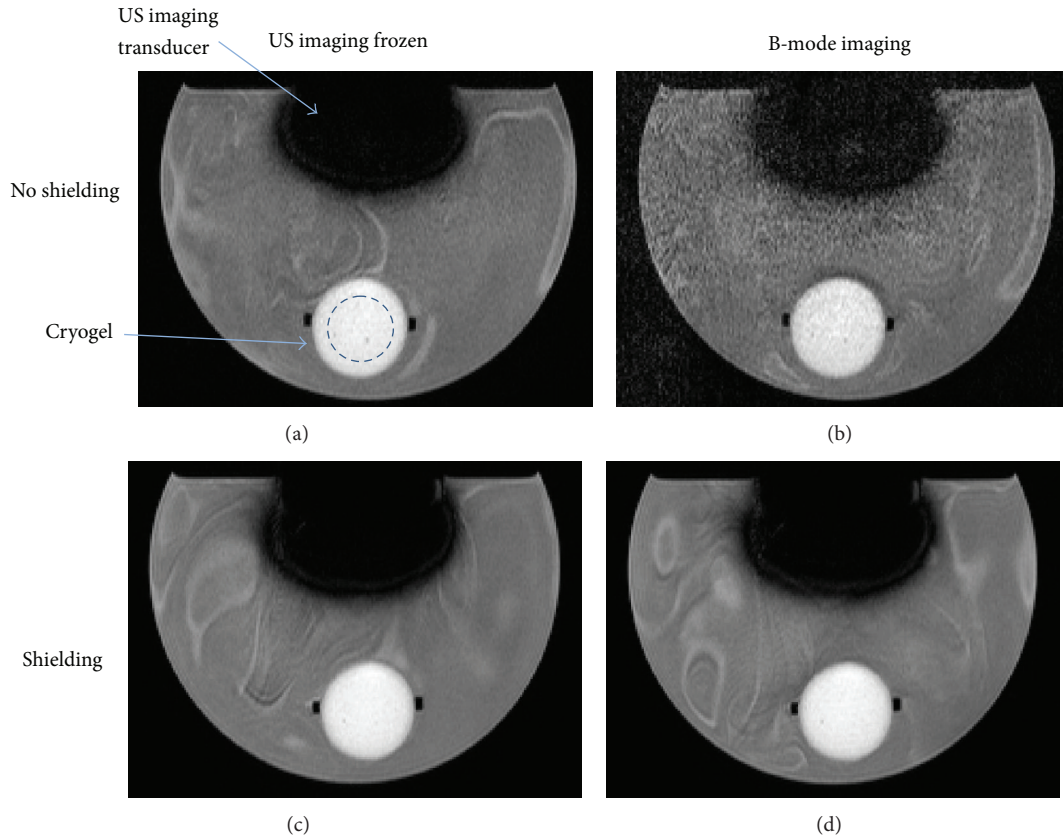 US imaging
transducer
US imaging frozen
B-mode imaging
No shielding
Cryogel
(a)
(b)
Shielding
(c)
(d)